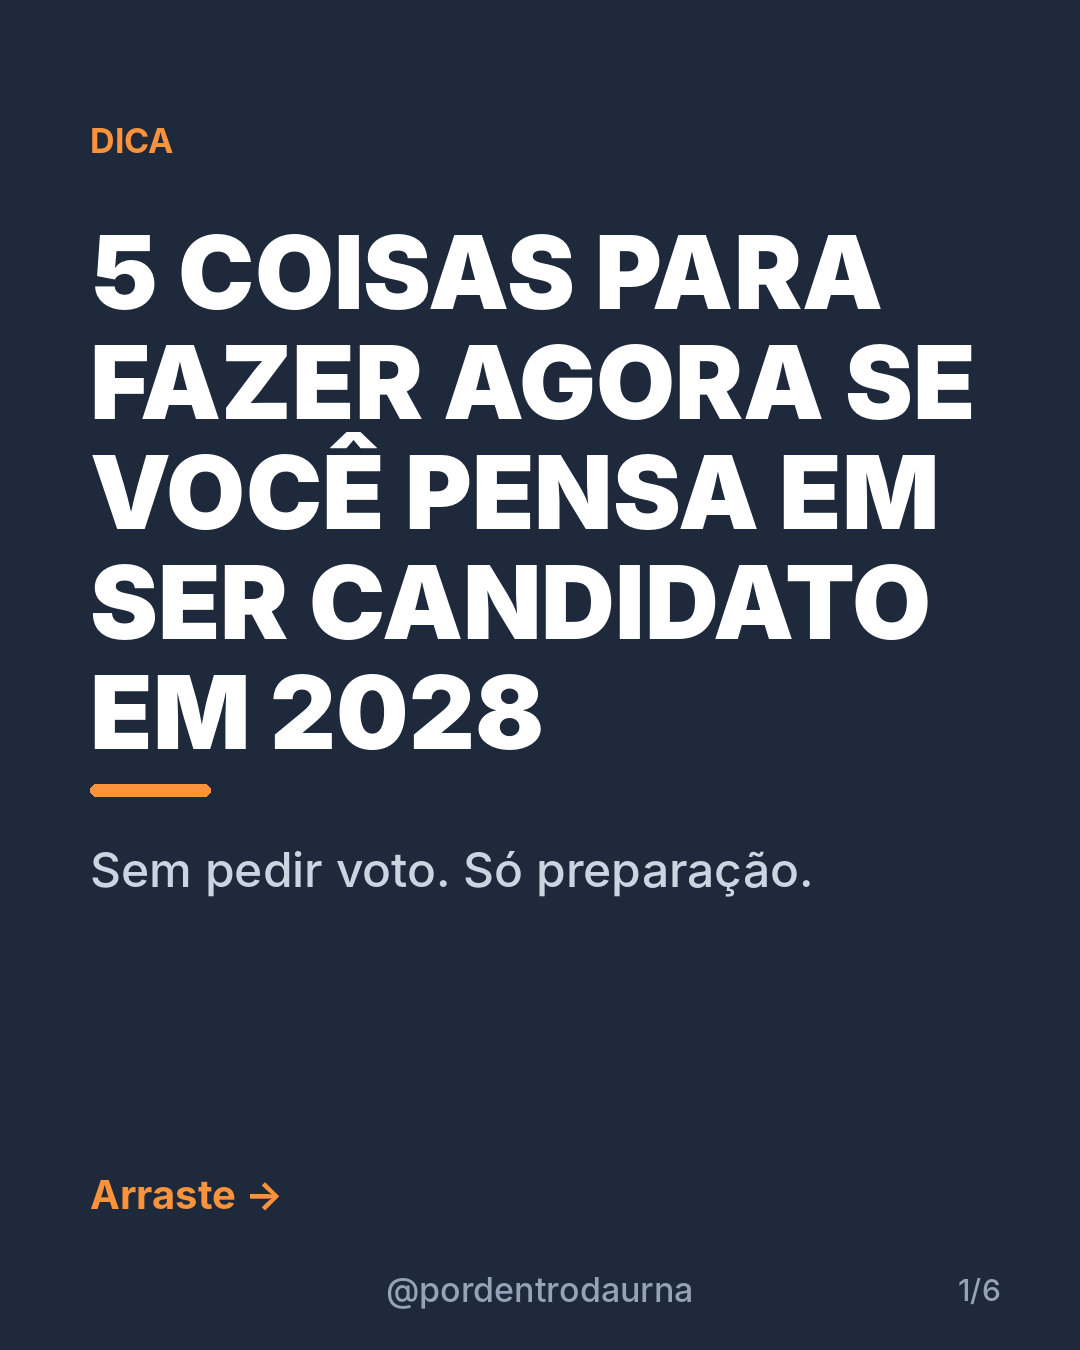 DICA
5 COISAS PARA
FAZER AGORA SE
VOCÊ PENSA EM
SER CANDIDATO
EM 2028
Sem pedir voto. Só preparação.
Arraste →
@pordentrodaurna
1/6